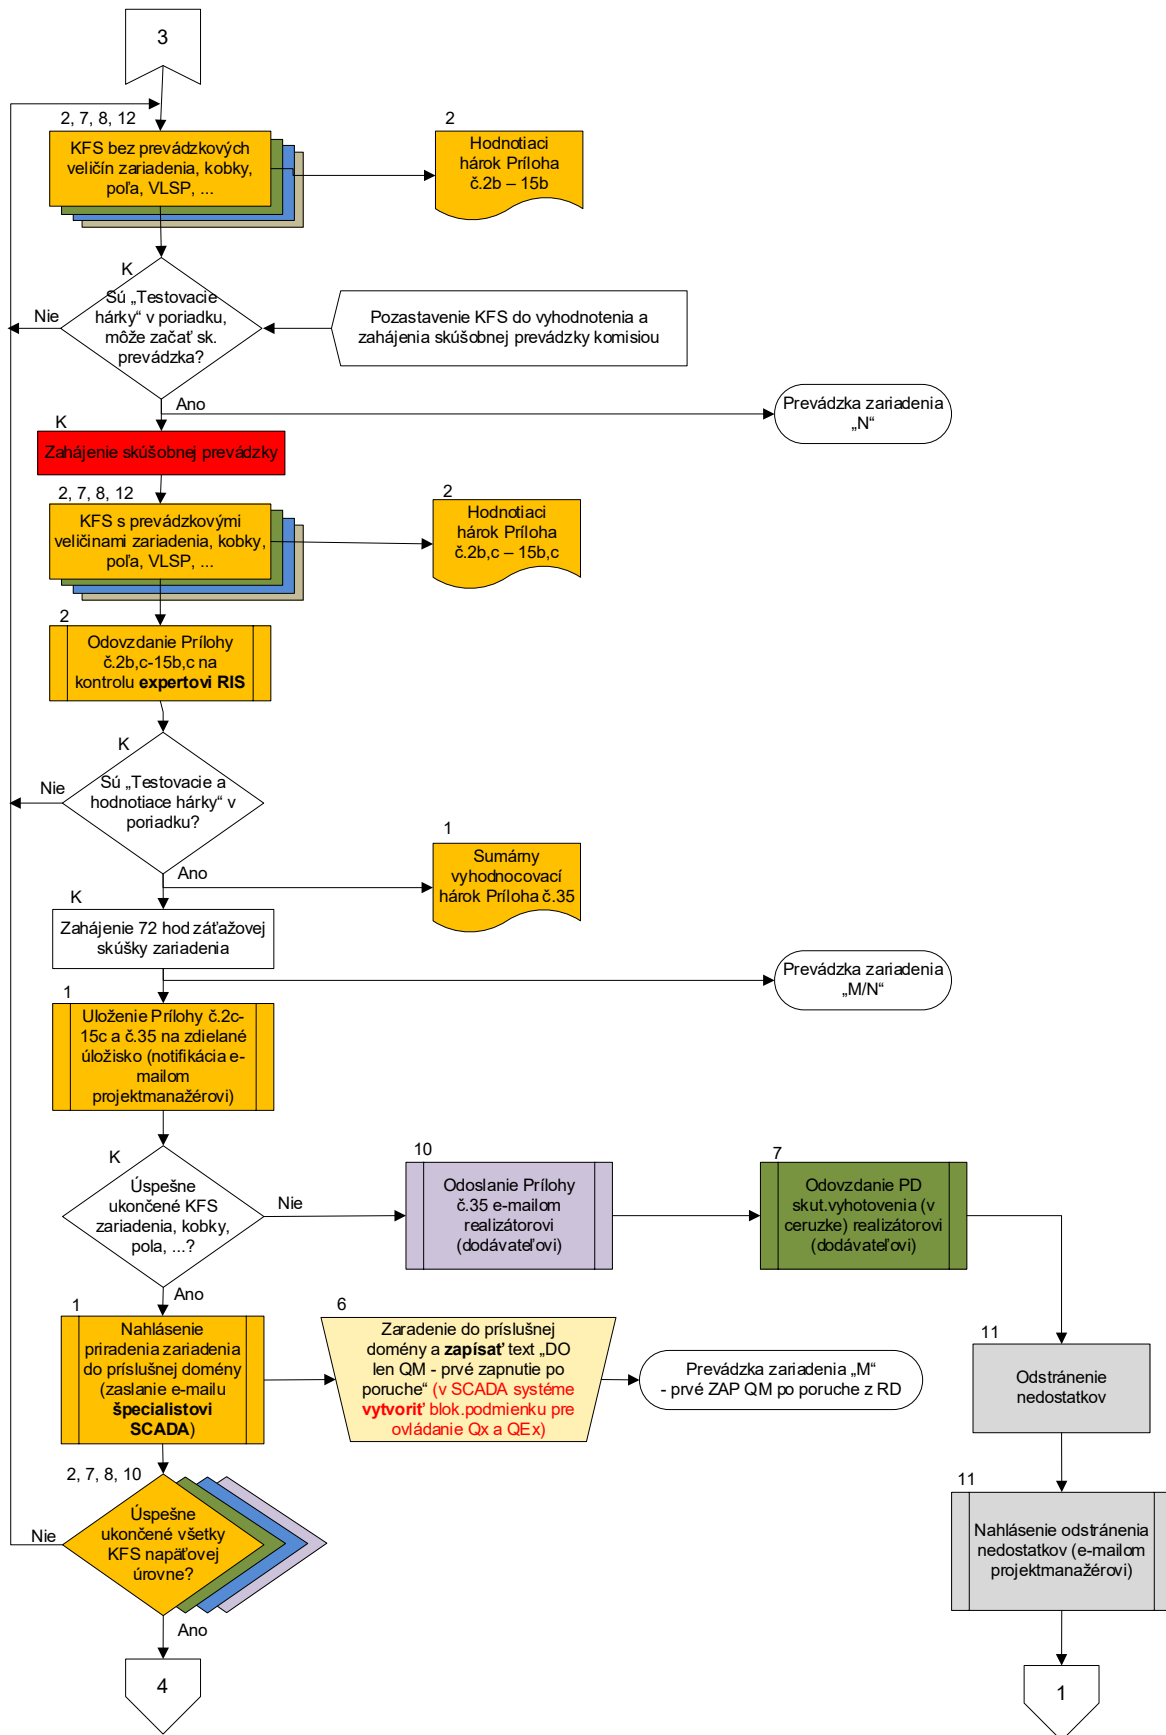 3
2, 7, 8, 12
KFS bez prevádzkových
veličín zariadenia, kobky,
poľa, VLSP, ...
2
Hodnotiaci
hárok Príloha
č.2b – 15b
K
Sú „Testovacie
hárky“ v poriadku,
môže začať sk.
prevádzka?
Nie
Pozastavenie KFS do vyhodnotenia a
zahájenia skúšobnej prevádzky komisiou
Ano
Prevádzka zariadenia
„N“
K
Zahájenie skúšobnej prevádzky
2, 7, 8, 12
KFS s prevádzkovými
veličinami zariadenia, kobky,
poľa, VLSP, ...
2
Hodnotiaci
hárok Príloha
č.2b,c – 15b,c
2
Odovzdanie Prílohy
č.2b,c-15b,c na
kontrolu expertovi RIS
K
Sú „Testovacie a
hodnotiace hárky“ v
poriadku?
Nie
Ano
1
Sumárny
vyhodnocovací
hárok Príloha č.35
K
Zahájenie 72 hod záťažovej
skúšky zariadenia
Prevádzka zariadenia
„M/N“
1
Uloženie Prílohy č.2c-
15c a č.35 na zdielané
úložisko (notifikácia e-
mailom
projektmanažérovi)
K
Úspešne
ukončené KFS
zariadenia, kobky,
pola, ...?
Nie
10
Odoslanie Prílohy
č.35 e-mailom
realizátorovi
(dodávateľovi)
7
Odovzdanie PD
skut.vyhotovenia (v
ceruzke) realizátorovi
(dodávateľovi)
Ano
1
Nahlásenie
priradenia zariadenia
do príslušnej domény
(zaslanie e-mailu
špecialistovi
SCADA)
6
Zaradenie do príslušnej
domény a zapísať text „DO
len QM - prvé zapnutie po
poruche“ (v SCADA systéme
vytvoriť blok.podmienku pre
ovládanie Qx a QEx)
Prevádzka zariadenia „M“
- prvé ZAP QM po poruche z RD
11
Odstránenie
nedostatkov
2, 7, 8, 10
Úspešne
ukončené všetky
KFS napäťovej
úrovne?
Nie
Ano
11
Nahlásenie odstránenia
nedostatkov (e-mailom
projektmanažérovi)
4
1